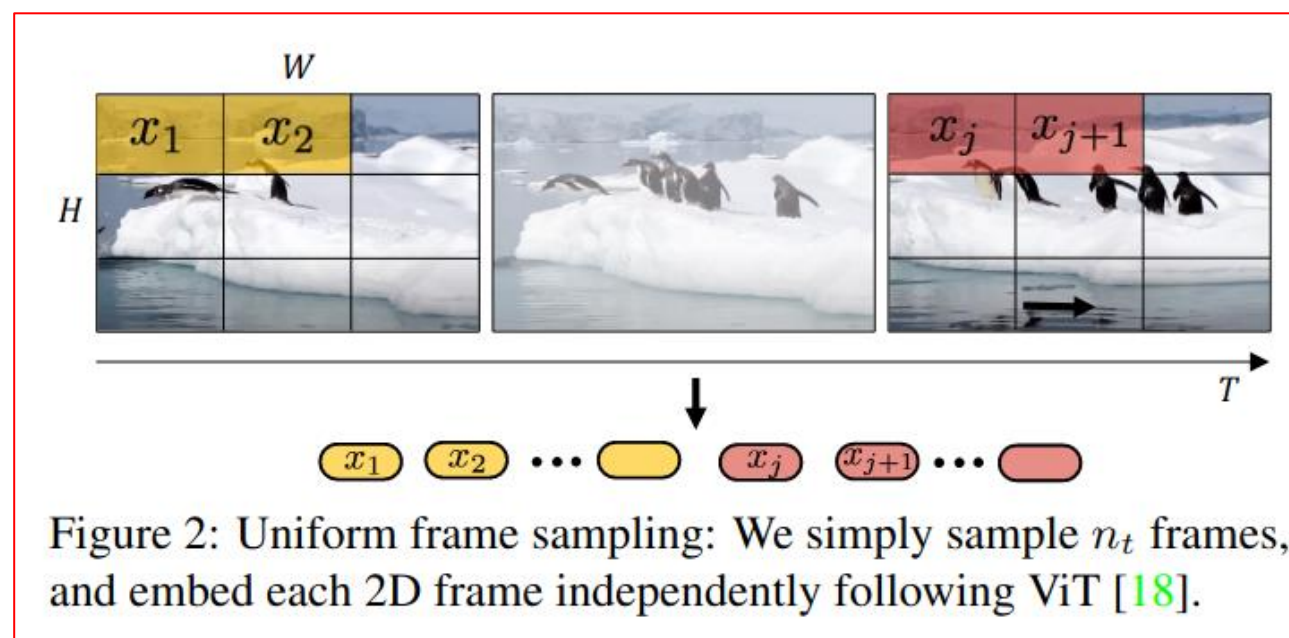 W
x₁ x₂ xⱼ xⱼ₊₁
H
T
x₁ x₂ ••• xⱼ xⱼ₊₁ •••
Figure 2: Uniform frame sampling: We simply sample nₜ frames,
and embed each 2D frame independently following ViT [18].